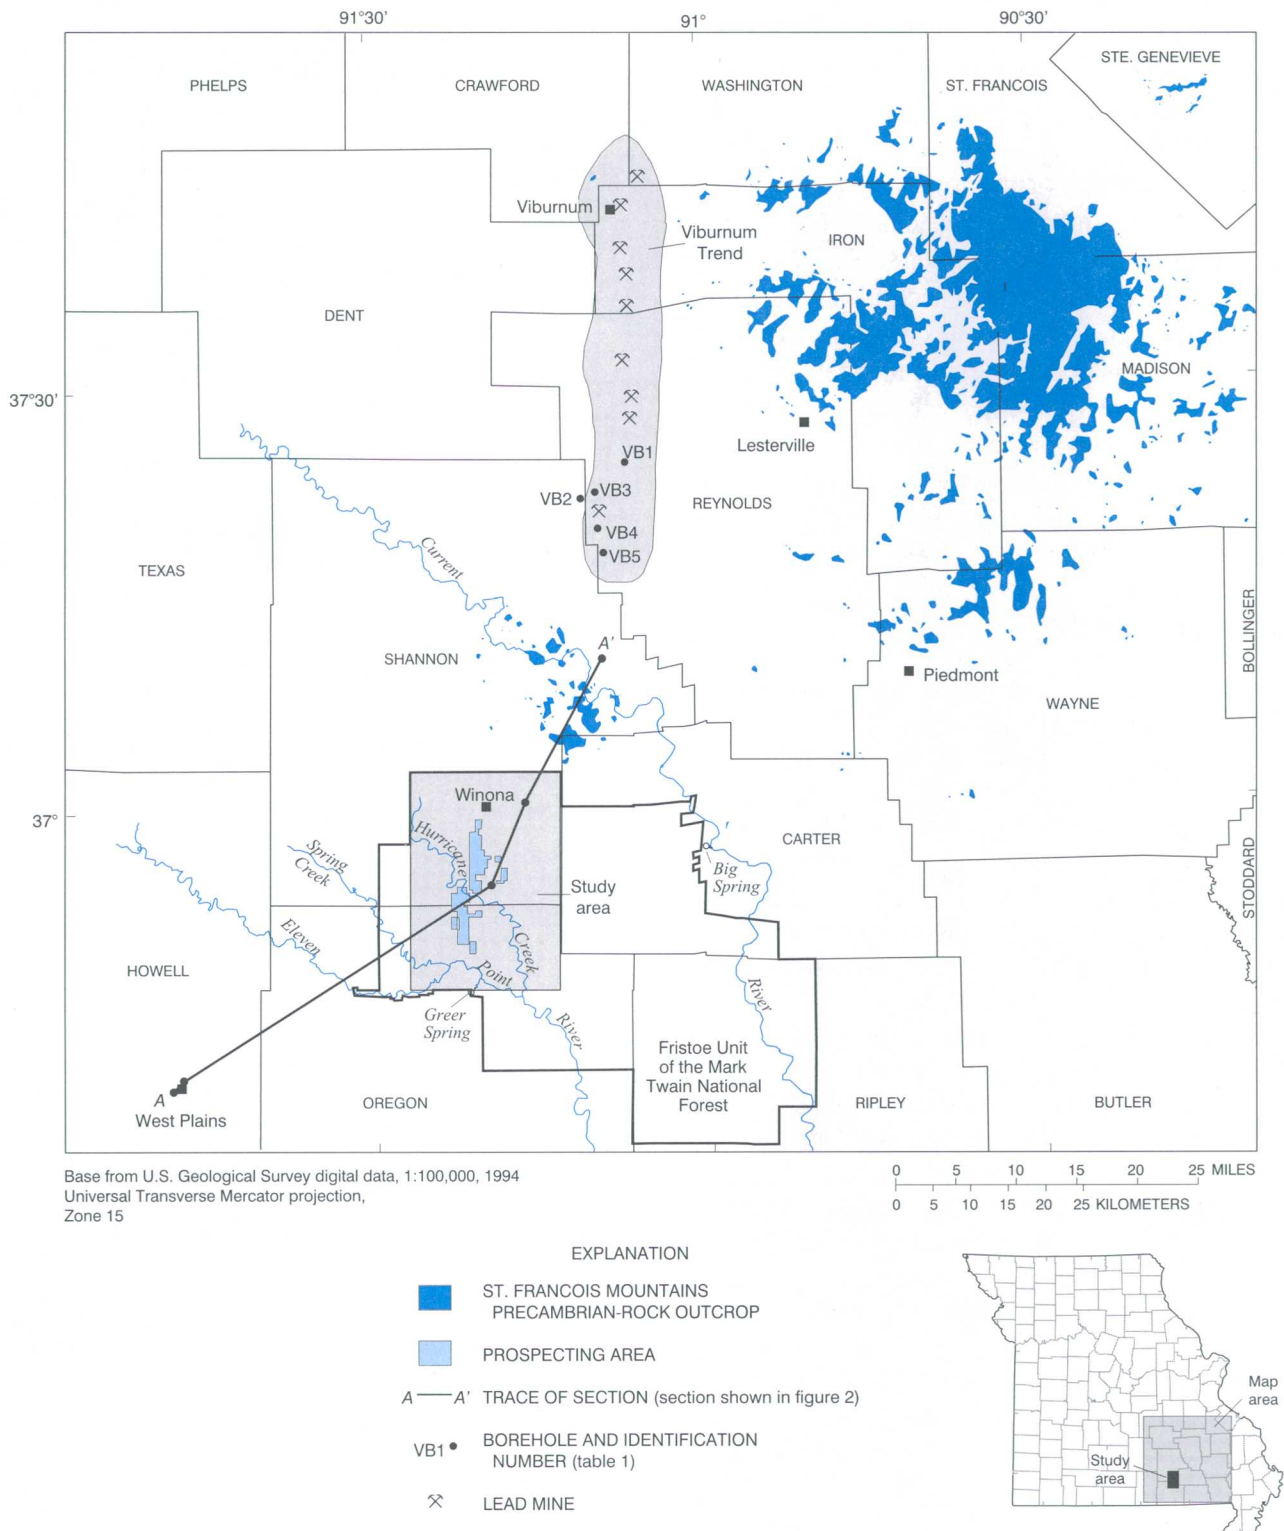 91°30'
91°
90°30'
STE. GENEVIEVE
PHELPS
CRAWFORD
WASHINGTON
ST. FRANCOIS
Viburnum
Viburnum
Trend
IRON
DENT
MADISON
37°30'
Lesterville
VB1
VB3
VB2
REYNOLDS
VB4
VB5
Current
TEXAS
BOLLINGER
A'
SHANNON
Piedmont
WAYNE
Winona
37°
Hurricane
CARTER
Spring
Creek
Big
Spring
Study
area
STODDARD
Eleven
Creek
HOWELL
Point
River
Greer
Spring
River
Fristoe Unit
of the Mark
Twain National
Forest
A
West Plains
OREGON
RIPLEY
BUTLER
Base from U.S. Geological Survey digital data, 1:100,000, 1994
Universal Transverse Mercator projection,
Zone 15
0 5 10 15 20 25 MILES
0 5 10 15 20 25 KILOMETERS
EXPLANATION
ST. FRANCOIS MOUNTAINS
PRECAMBRIAN-ROCK OUTCROP
PROSPECTING AREA
A A' TRACE OF SECTION (section shown in figure 2)
VB1 BOREHOLE AND IDENTIFICATION
NUMBER (table 1)
LEAD MINE
Map
area
Study
area